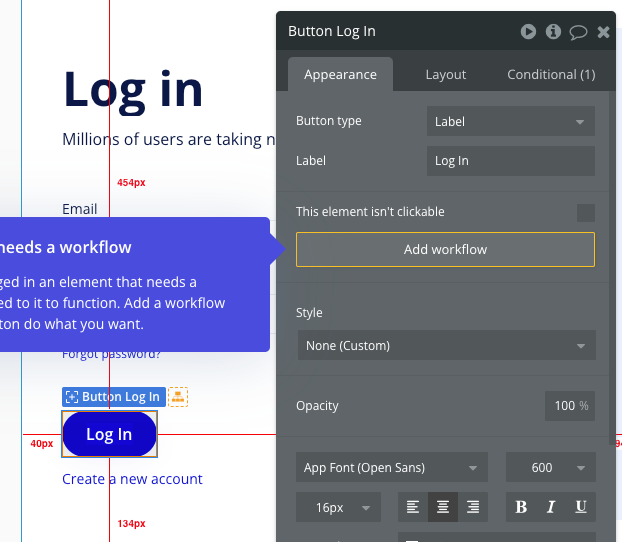 Button Log In
Appearance
Layout
Conditional (1)
Log in
Millions of users are taking n
Button type
Label
Label
Log In
454px
Email
This element isn't clickable
Add workflow
needs a workflow
ged in an element that needs a
ed to it to function. Add a workflow
ton do what you want.
Forgot password?
Style
None (Custom)
Button Log In
Opacity
100 %
Log In
40px
94
App Font (Open Sans)
600
Create a new account
16px
B I U
134px